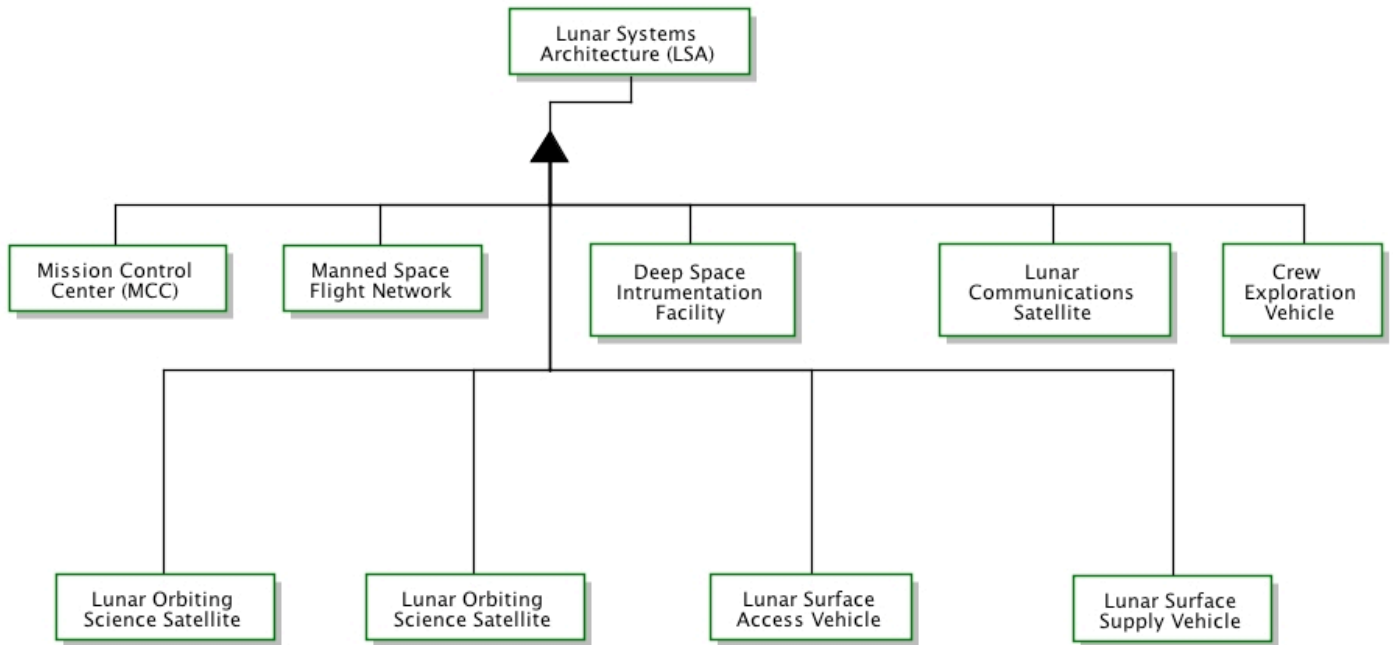 Lunar Systems
Architecture (LSA)
Mission Control
Center (MCC)
Manned Space
Flight Network
Deep Space
Intrumentation
Facility
Lunar
Communications
Satellite
Crew
Exploration
Vehicle
Lunar Orbiting
Science Satellite
Lunar Orbiting
Science Satellite
Lunar Surface
Access Vehicle
Lunar Surface
Supply Vehicle